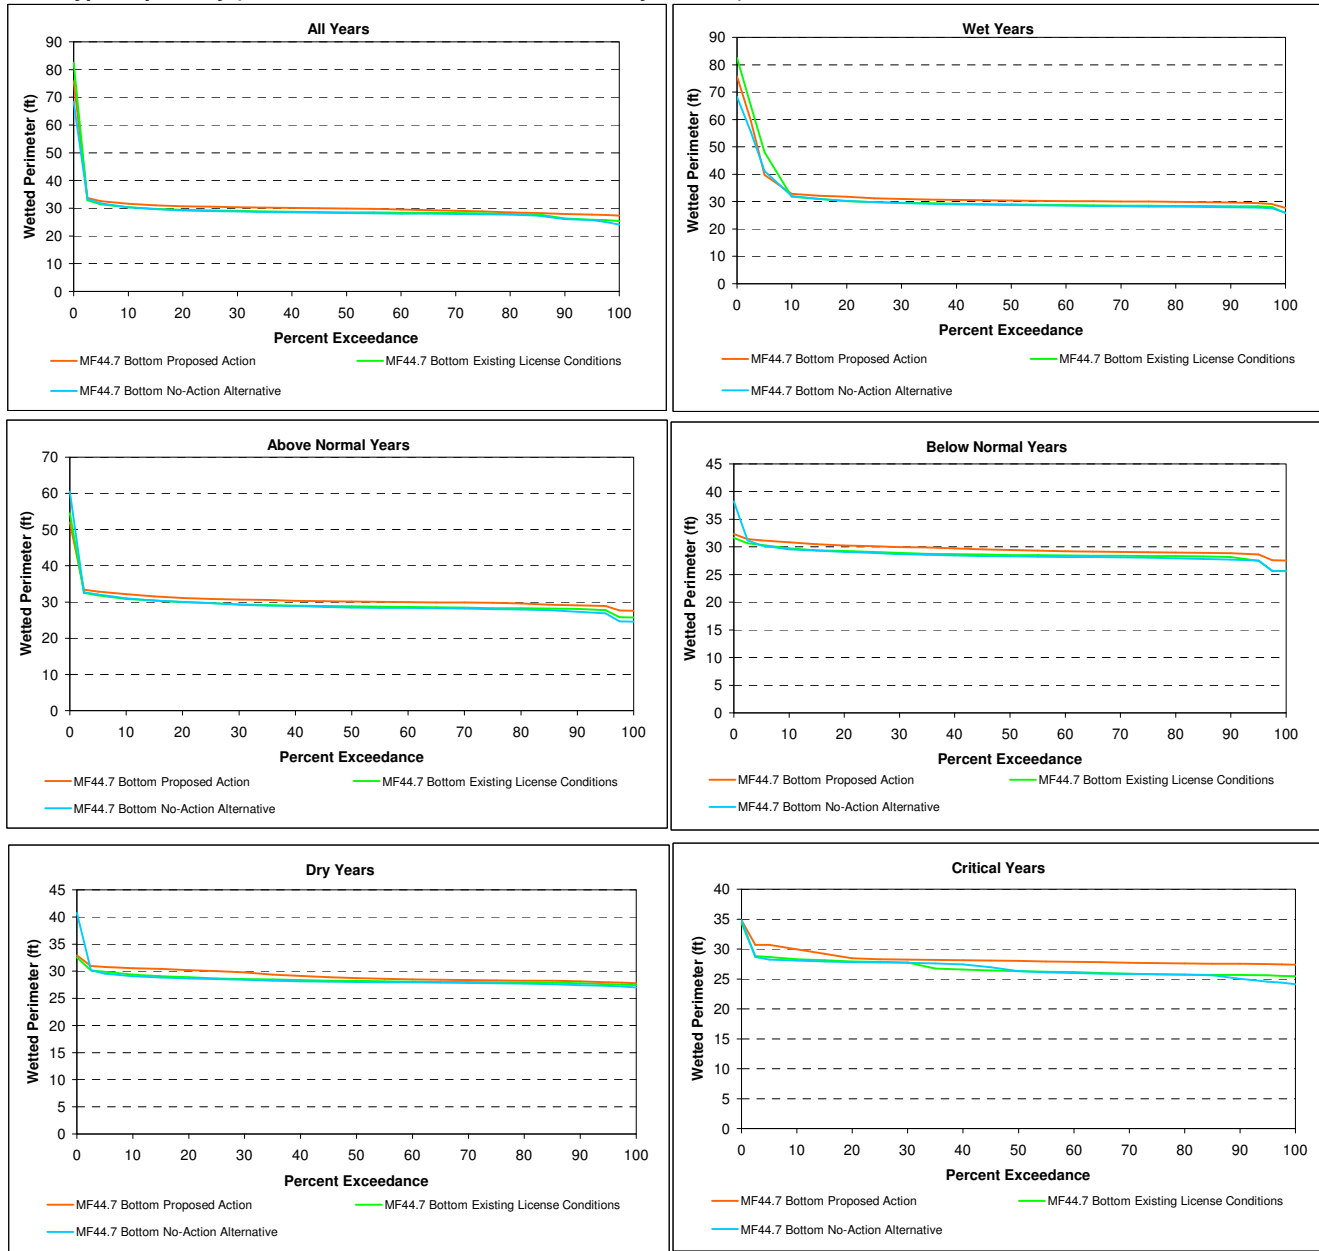 All Years
90
80
70
60
50
40
30
20
10
0
Wetted Perimeter (ft)
0 10 20 30 40 50 60 70 80 90 100
Percent Exceedance
MF44.7 Bottom Proposed Action
MF44.7 Bottom Existing License Conditions
MF44.7 Bottom No-Action Alternative
Wet Years
90
80
70
60
50
40
30
20
10
0
Wetted Perimeter (ft)
0 10 20 30 40 50 60 70 80 90 100
Percent Exceedance
MF44.7 Bottom Proposed Action
MF44.7 Bottom Existing License Conditions
MF44.7 Bottom No-Action Alternative
Above Normal Years
70
60
50
40
30
20
10
0
Wetted Perimeter (ft)
0 10 20 30 40 50 60 70 80 90 100
Percent Exceedance
MF44.7 Bottom Proposed Action
MF44.7 Bottom Existing License Conditions
MF44.7 Bottom No-Action Alternative
Below Normal Years
45
40
35
30
25
20
15
10
5
0
Wetted Perimeter (ft)
0 10 20 30 40 50 60 70 80 90 100
Percent Exceedance
MF44.7 Bottom Proposed Action
MF44.7 Bottom Existing License Conditions
MF44.7 Bottom No-Action Alternative
Dry Years
45
40
35
30
25
20
15
10
5
0
Wetted Perimeter (ft)
0 10 20 30 40 50 60 70 80 90 100
Percent Exceedance
MF44.7 Bottom Proposed Action
MF44.7 Bottom Existing License Conditions
MF44.7 Bottom No-Action Alternative
Critical Years
40
35
30
25
20
15
10
5
0
Wetted Perimeter (ft)
0 10 20 30 40 50 60 70 80 90 100
Percent Exceedance
MF44.7 Bottom Proposed Action
MF44.7 Bottom Existing License Conditions
MF44.7 Bottom No-Action Alternative